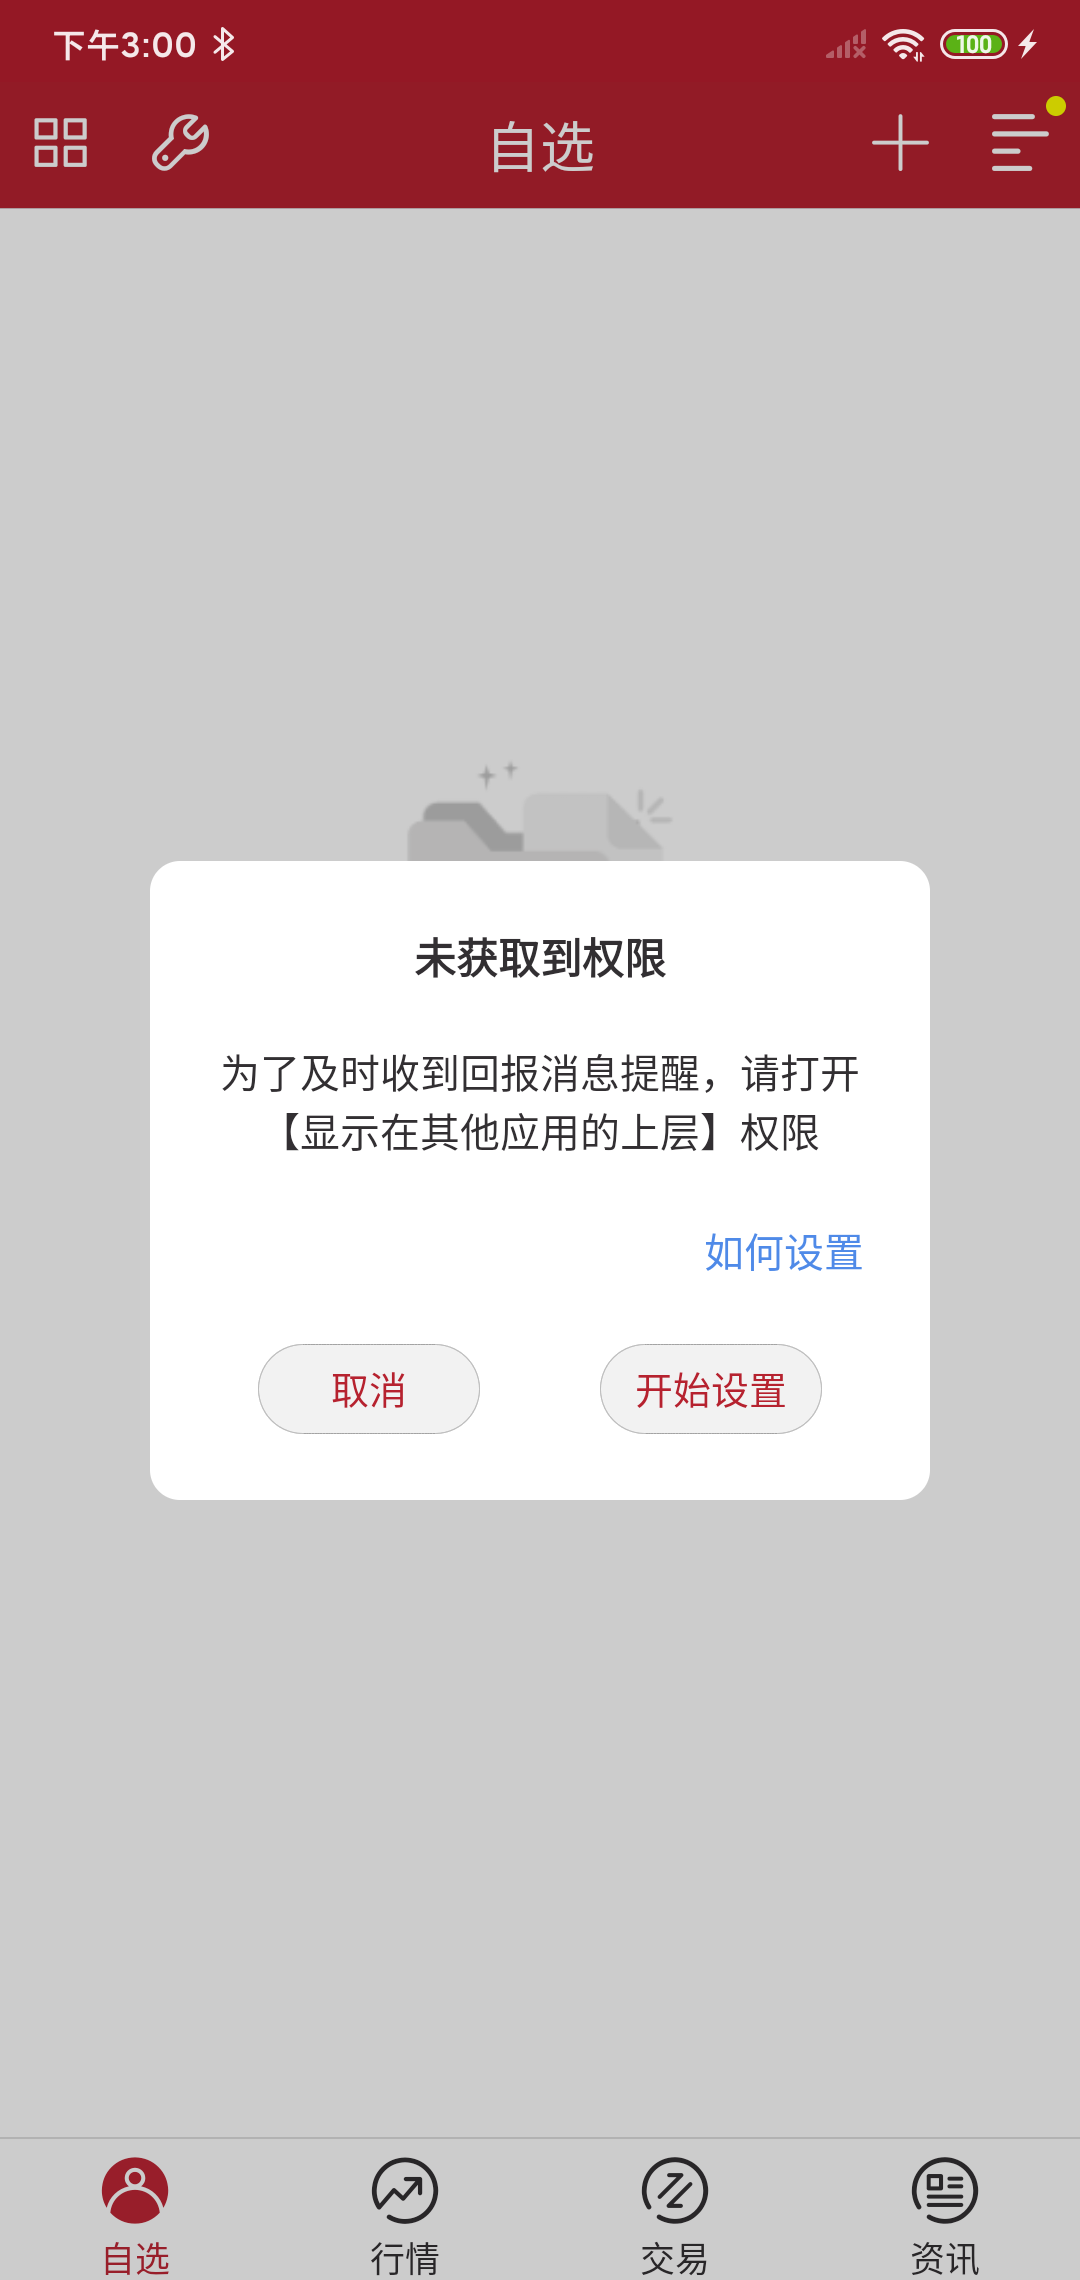 下午3:00
100
自选
未获取到权限
为了及时收到回报消息提醒，请打开
【显示在其他应用的上层】权限
如何设置
取消
开始设置
自选
行情
交易
资讯